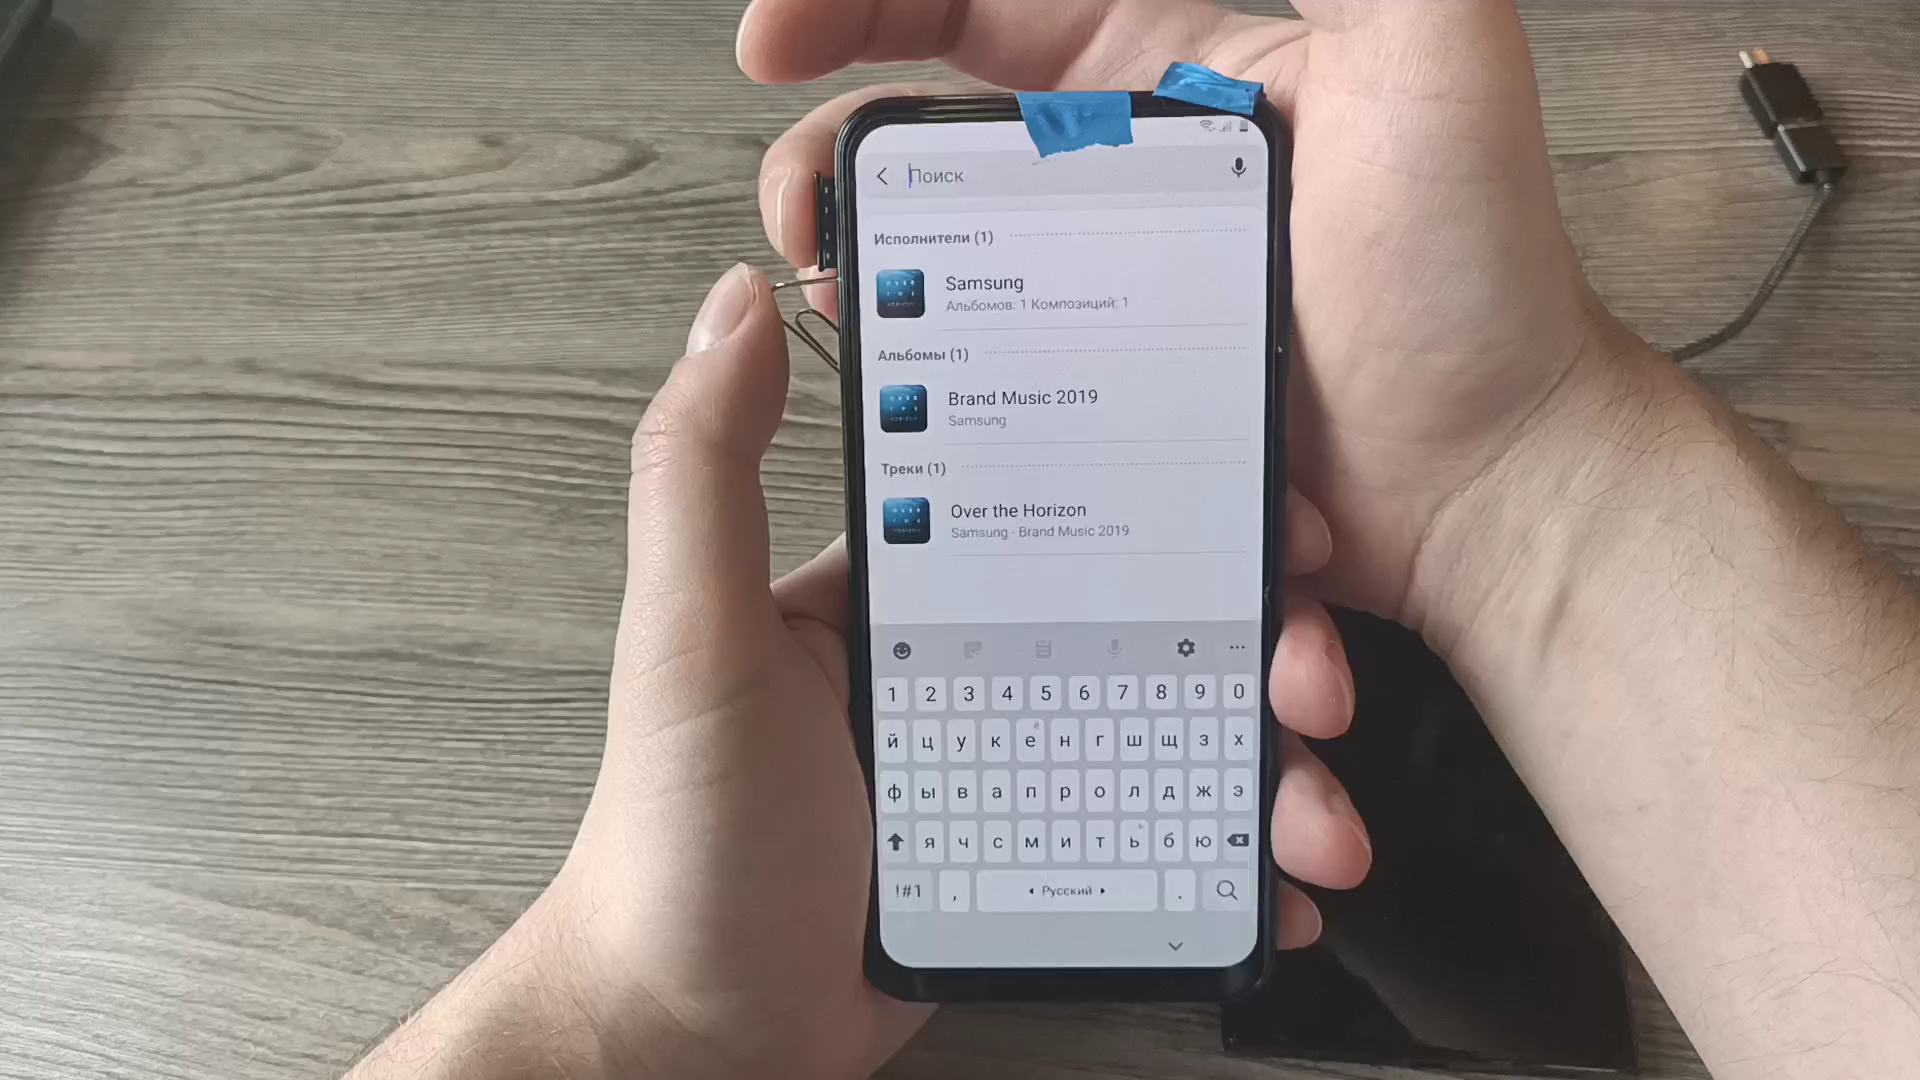 Поиск
Исполнители (1)
Samsung
Альбомов: 1 Композиций: 1
Альбомы (1)
Brand Music 2019
Samsung
Треки (1)
Over the Horizon
Samsung - Brand Music 2019
1 2 3 4 5 6 7 8 9 0
й ц у к е н г ш щ з х
ф ы в а п р о л д ж э
я ч с м и т ь б ю
!#1 , Русский .